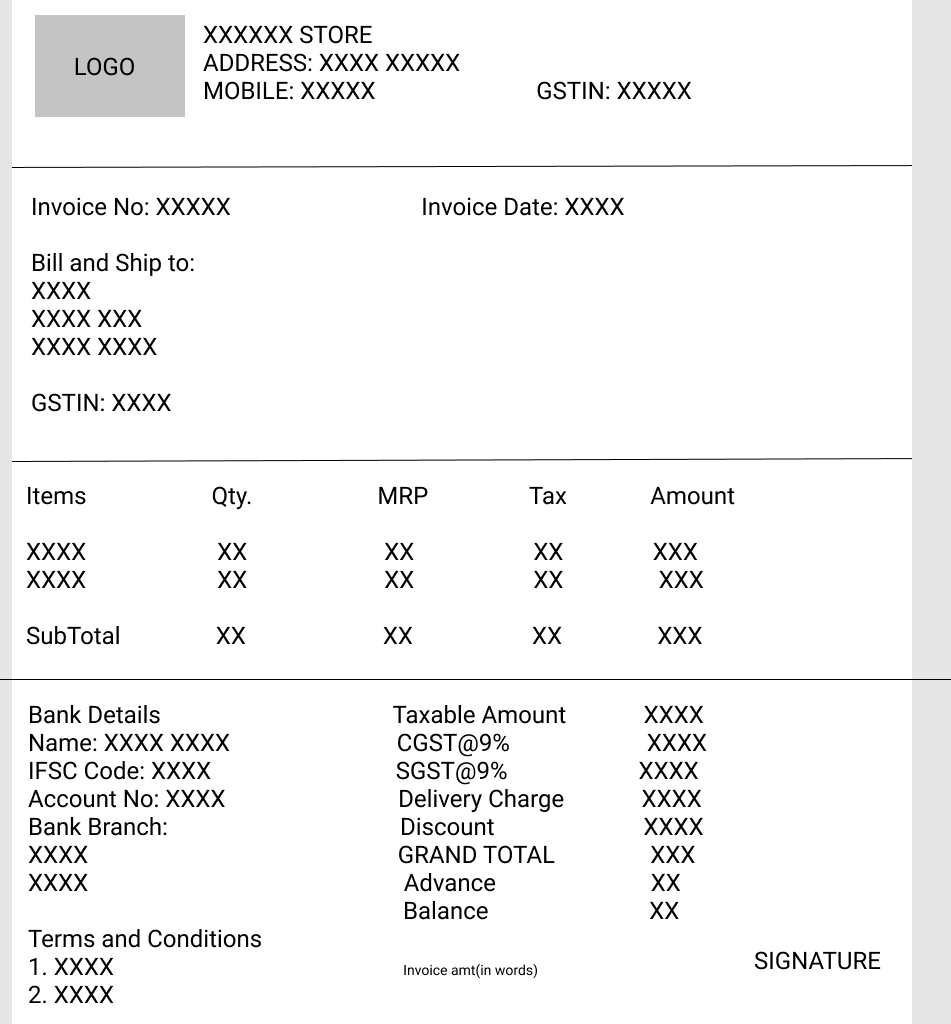 LOGO
XXXXXX STORE
ADDRESS: XXXX XXXXX
MOBILE: XXXXX GSTIN: XXXXX
Invoice No: XXXXX Invoice Date: XXXX
Bill and Ship to:
XXXX
XXXX XXX
XXXX XXXX
GSTIN: XXXX
Items Qty. MRP Tax Amount
XXXX XX XX XX XXX
XXXX XX XX XX XXX
SubTotal XX XX XX XXX
Bank Details
Name: XXXX XXXX
IFSC Code: XXXX
Account No: XXXX
Bank Branch:
XXXX
XXXX
Terms and Conditions
1. XXXX
2. XXXX
Taxable Amount XXXX
CGST@9% XXXX
SGST@9% XXXX
Delivery Charge XXXX
Discount XXXX
GRAND TOTAL XXX
Advance XX
Balance XX
Invoice amt(in words)
SIGNATURE